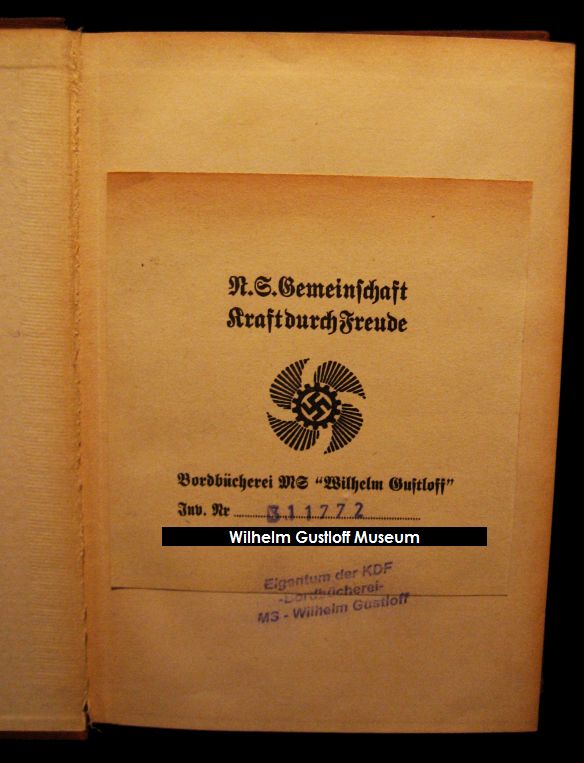 N.S.Gemeinschaft
Kraft durch Freude
Bordbücherei MS "Wilhelm Gustloff"
Inv. Nr 311772
Wilhelm Gustloff Museum
Eigentum der KDF
-Bordbücherei-
MS - Wilhelm Gustloff